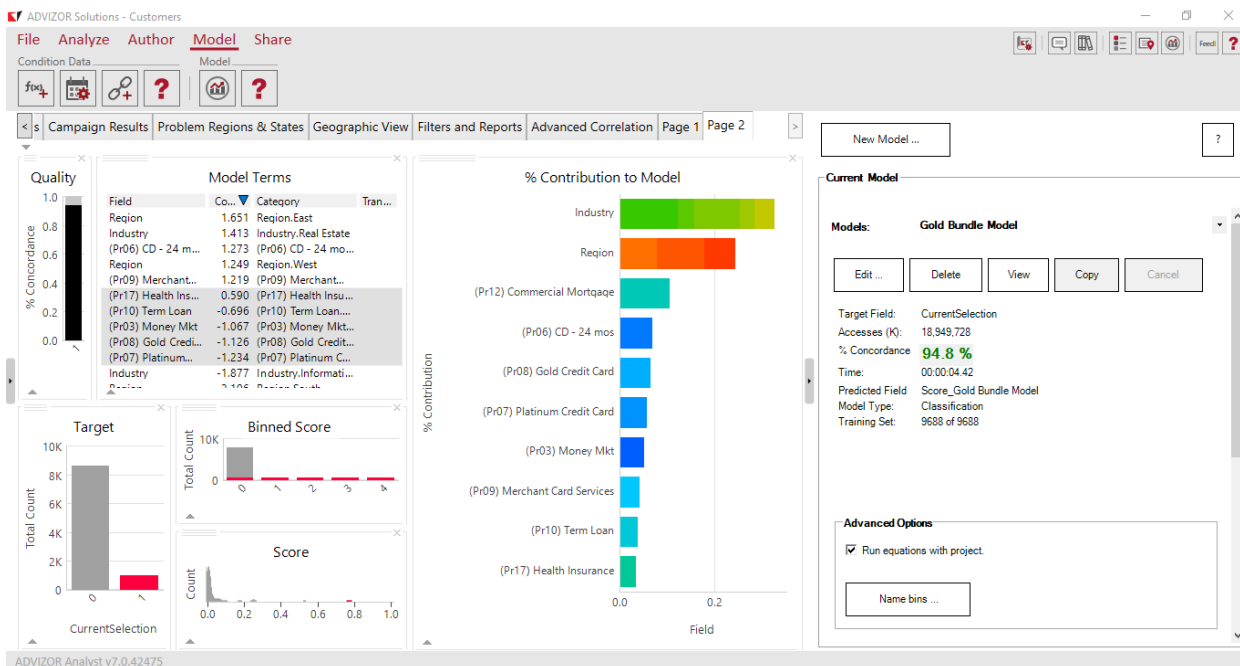 ADVIZOR Solutions - Customers
File Analyze Author Model Share
Condition Data Model
f(x)
?
?
Feedl
?
< s Campaign Results Problem Regions & States Geographic View Filters and Reports Advanced Correlation Page 1 Page 2 >
Quality
% Concordance
1.0
0.8
0.6
0.4
0.2
0.0
1
Model Terms
Field Co... Category Tran...
Region 1.651 Region.East
Industry 1.413 Industry.Real Estate
(Pr06) CD - 24 m... 1.273 (Pr06) CD - 24 mo...
Region 1.249 Region.West
(Pr09) Merchant... 1.219 (Pr09) Merchant...
(Pr17) Health Ins... 0.590 (Pr17) Health Insu...
(Pr10) Term Loan -0.696 (Pr10) Term Loan....
(Pr03) Money Mkt -1.067 (Pr03) Money Mkt...
(Pr08) Gold Credi... -1.126 (Pr08) Gold Credit...
(Pr07) Platinum... -1.234 (Pr07) Platinum C...
Industry -1.877 Industry.Informati...
Target
Total Count
10K
8K
6K
4K
2K
0
0 1
CurrentSelection
Binned Score
Total Count
10K
0
0 1 2 3 4
Score
Count
0.0 0.2 0.4 0.6 0.8 1.0
% Contribution to Model
% Contribution
Industry
Region
(Pr12) Commercial Mortgage
(Pr06) CD - 24 mos
(Pr08) Gold Credit Card
(Pr07) Platinum Credit Card
(Pr03) Money Mkt
(Pr09) Merchant Card Services
(Pr10) Term Loan
(Pr17) Health Insurance
0.0 0.2
Field
New Model ...
?
Current Model
Models: Gold Bundle Model
Edit ... Delete View Copy Cancel
Target Field: CurrentSelection
Accesses (K): 18,949,728
% Concordance 94.8 %
Time: 00:00:04.42
Predicted Field Score_Gold Bundle Model
Model Type: Classification
Training Set: 9688 of 9688
Advanced Options
Run equations with project.
Name bins ...
ADVIZOR Analyst v7.0.42475